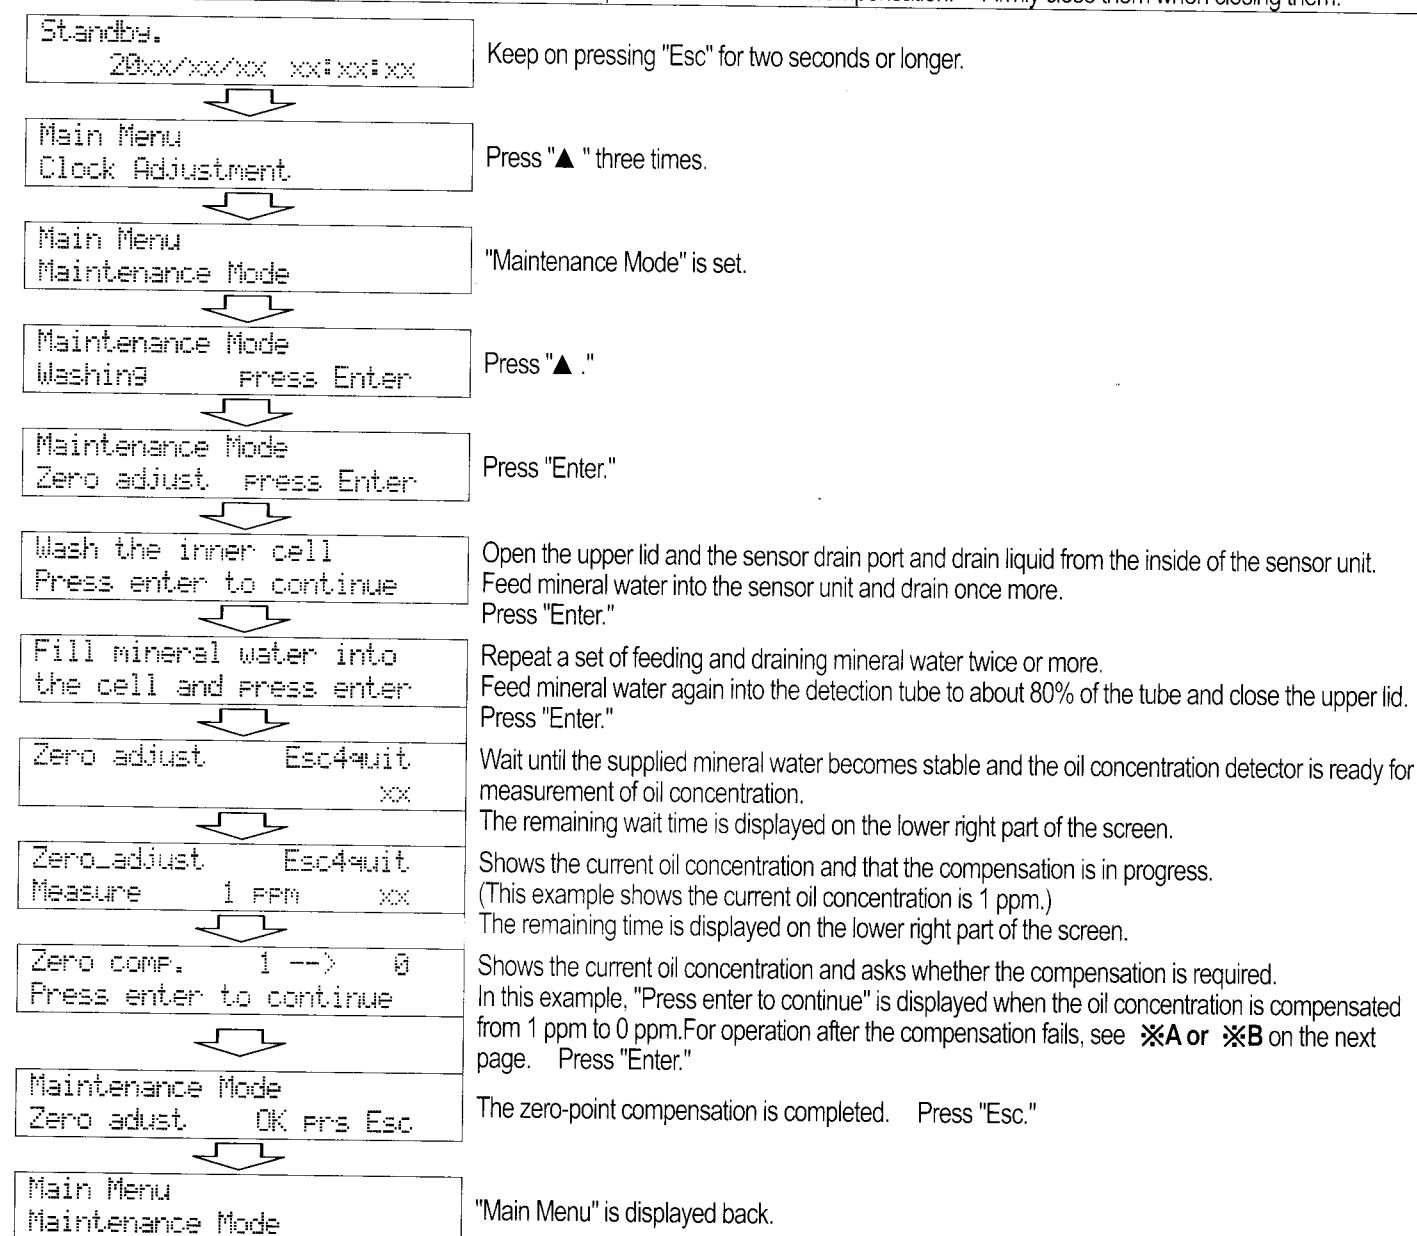 Firmly close them when closing them.
Standby.
20xx/xx/xx xx:xx:xx
Keep on pressing "Esc" for two seconds or longer.
Main Menu
Clock Adjustment
Press "▲ " three times.
Main Menu
Maintenance Mode
"Maintenance Mode" is set.
Maintenance Mode
Washing press Enter
Press "▲ ."
Maintenance Mode
Zero adjust press Enter
Press "Enter."
Wash the inner cell
Press enter to continue
Open the upper lid and the sensor drain port and drain liquid from the inside of the sensor unit.
Feed mineral water into the sensor unit and drain once more.
Press "Enter."
Fill mineral water into
the cell and press enter
Repeat a set of feeding and draining mineral water twice or more.
Feed mineral water again into the detection tube to about 80% of the tube and close the upper lid.
Press "Enter."
Zero adjust Esc4quit
xx
Wait until the supplied mineral water becomes stable and the oil concentration detector is ready for
measurement of oil concentration.
The remaining wait time is displayed on the lower right part of the screen.
Zero_adjust Esc4quit
Measure 1 ppm xx
Shows the current oil concentration and that the compensation is in progress.
(This example shows the current oil concentration is 1 ppm.)
The remaining time is displayed on the lower right part of the screen.
Zero comp. 1 --> 0
Press enter to continue
Shows the current oil concentration and asks whether the compensation is required.
In this example, "Press enter to continue" is displayed when the oil concentration is compensated
from 1 ppm to 0 ppm.For operation after the compensation fails, see ※A or ※B on the next
page. Press "Enter."
Maintenance Mode
Zero adust OK prs Esc
The zero-point compensation is completed. Press "Esc."
Main Menu
Maintenance Mode
"Main Menu" is displayed back.